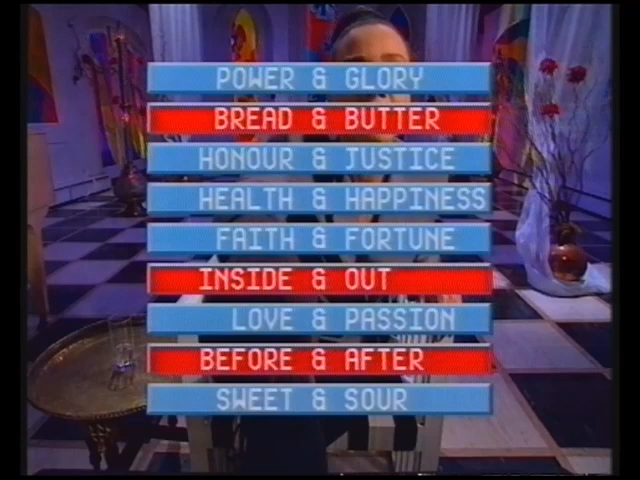 POWER & GLORY
BREAD & BUTTER
HONOUR & JUSTICE
HEALTH & HAPPINESS
FAITH & FORTUNE
INSIDE & OUT
LOVE & PASSION
BEFORE & AFTER
SWEET & SOUR